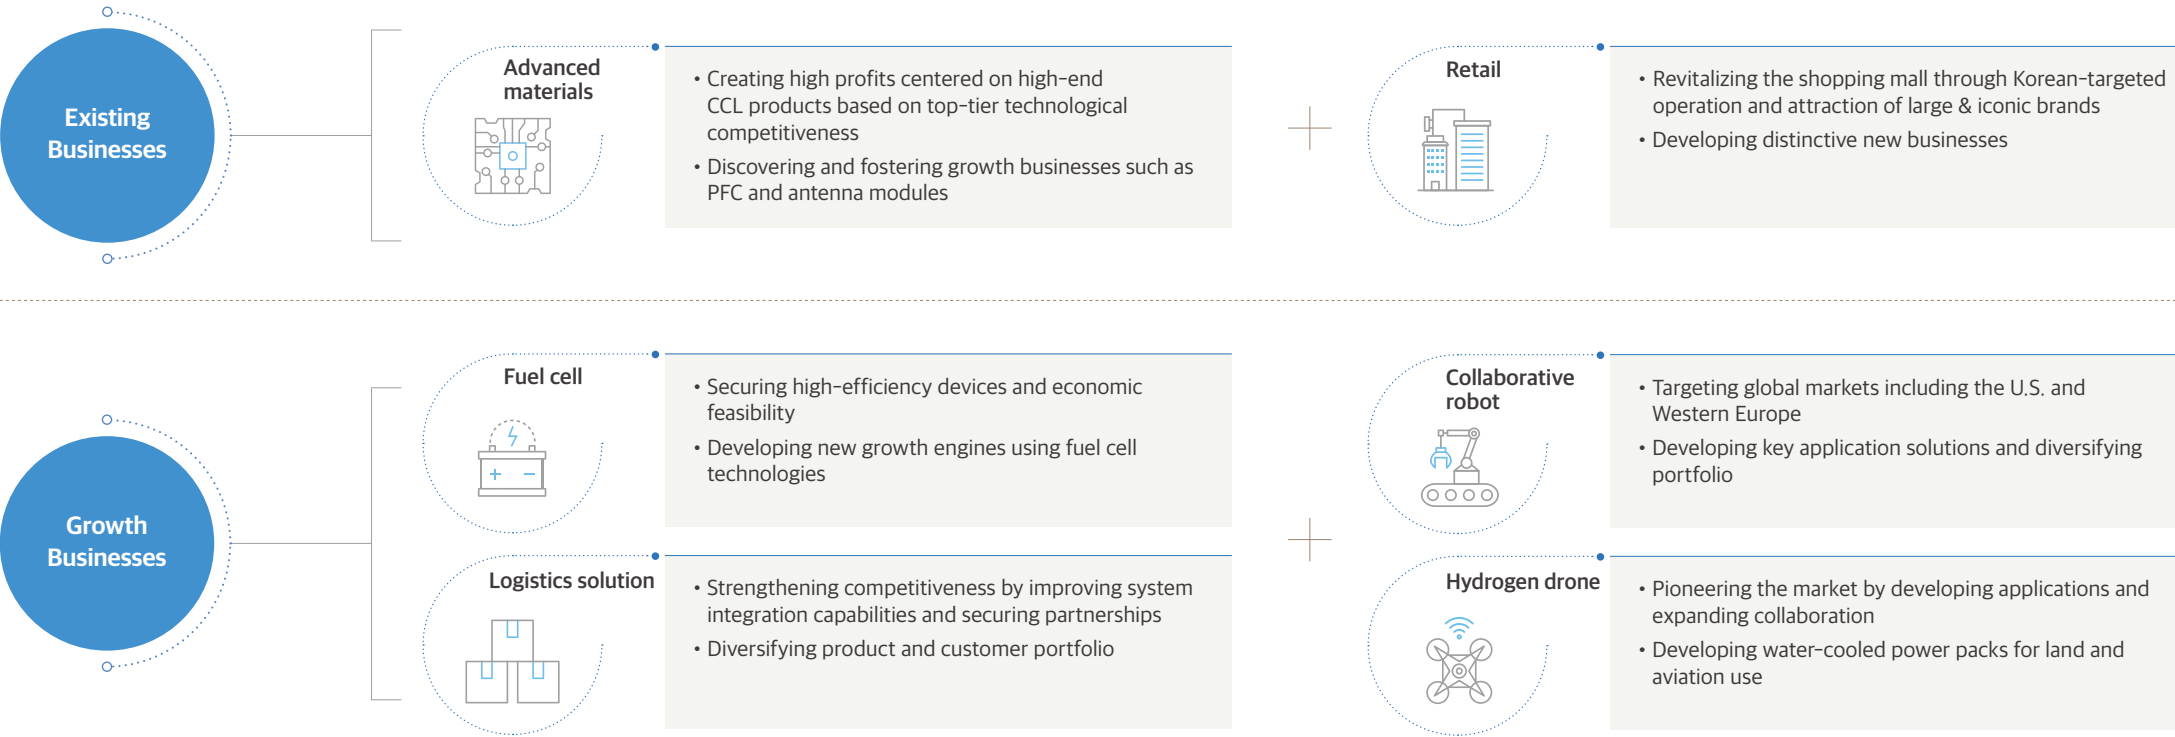 Existing
Businesses
Advanced
materials
• Creating high profits centered on high-end
CCL products based on top-tier technological
competitiveness
• Discovering and fostering growth businesses such as
PFC and antenna modules
Retail
• Revitalizing the shopping mall through Korean-targeted
operation and attraction of large & iconic brands
• Developing distinctive new businesses
Growth
Businesses
Fuel cell
• Securing high-efficiency devices and economic
feasibility
• Developing new growth engines using fuel cell
technologies
Collaborative
robot
• Targeting global markets including the U.S. and
Western Europe
• Developing key application solutions and diversifying
portfolio
Logistics solution
• Strengthening competitiveness by improving system
integration capabilities and securing partnerships
• Diversifying product and customer portfolio
Hydrogen drone
• Pioneering the market by developing applications and
expanding collaboration
• Developing water-cooled power packs for land and
aviation use